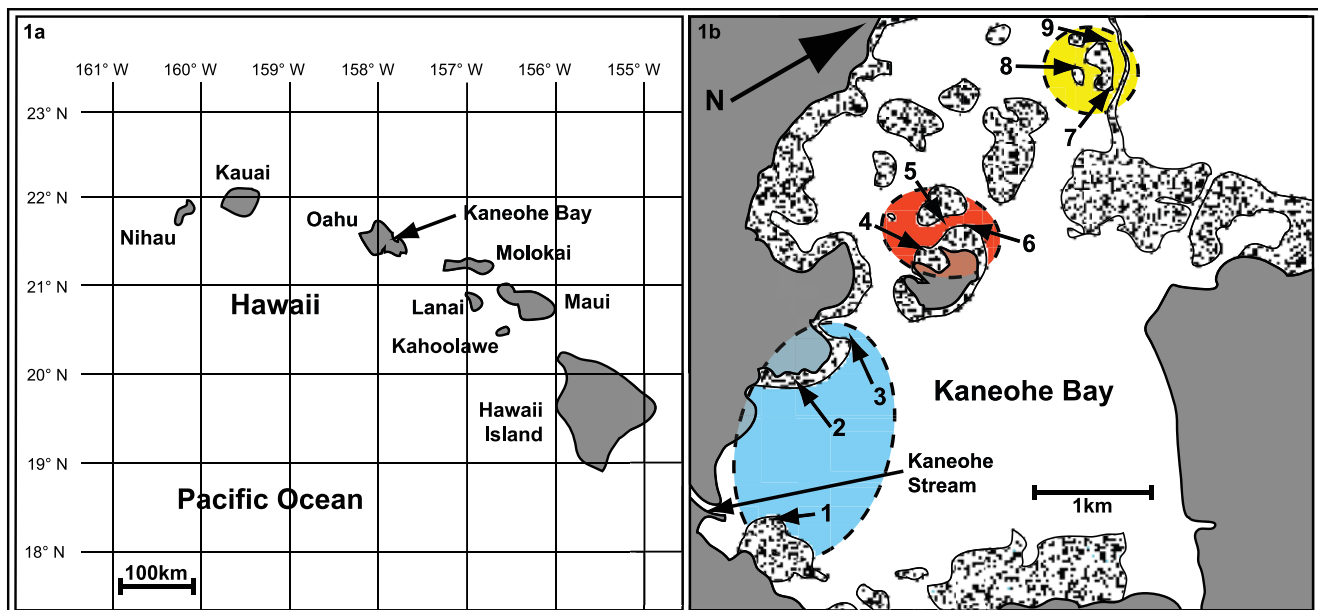 1a
161° W 160° W 159° W 158° W 157° W 156° W 155° W
23° N
22° N
21° N
20° N
19° N
18° N
Kauai
Nihau
Oahu
Kaneohe Bay
Molokai
Lanai
Maui
Kahoolawe
Hawaii
Hawaii
Island
Pacific Ocean
100km
1b
N
9
8
7
5
4
6
3
2
1
Kaneohe Bay
Kaneohe
Stream
1km